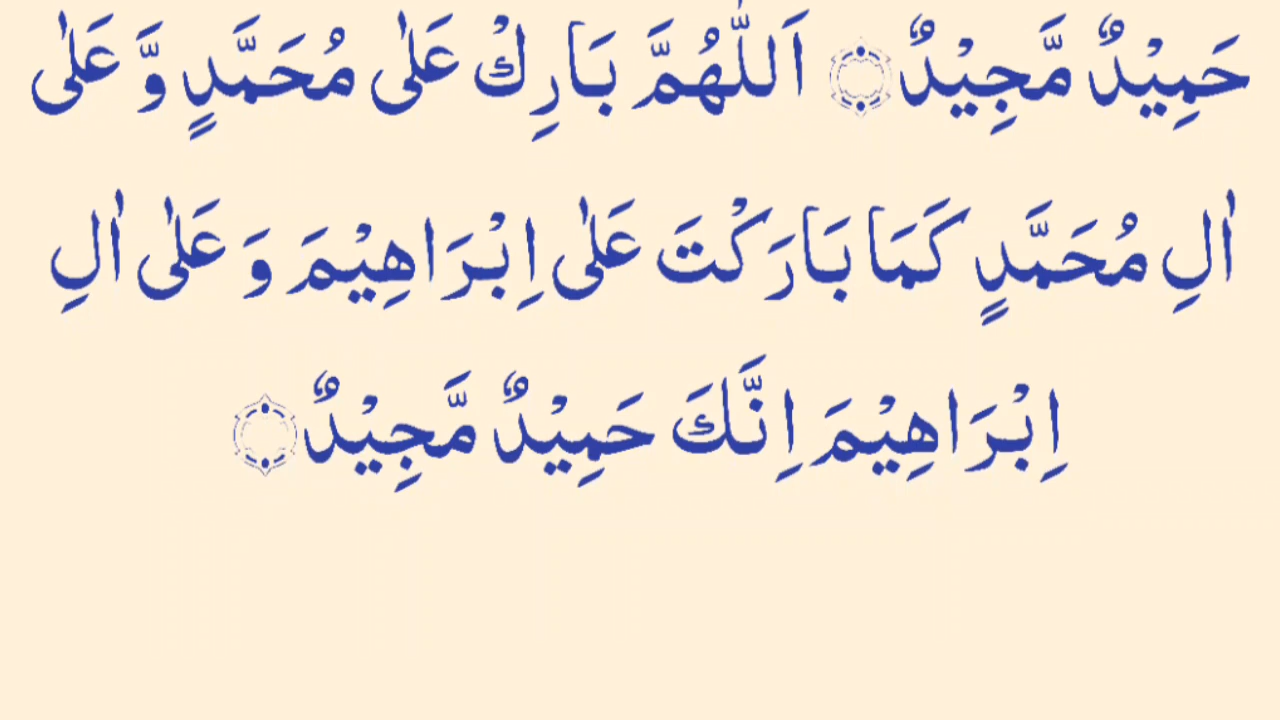 حَمِيْدٌ مَّجِيْدٌ۝ اَللّٰهُمَّ بَارِكْ عَلٰى مُحَمَّدٍ وَّ عَلٰى
اٰلِ مُحَمَّدٍ كَمَا بَارَكْتَ عَلٰى اِبْرَاهِيْمَ وَ عَلٰى اٰلِ
اِبْرَاهِيْمَ اِنَّكَ حَمِيْدٌ مَّجِيْدٌ۝